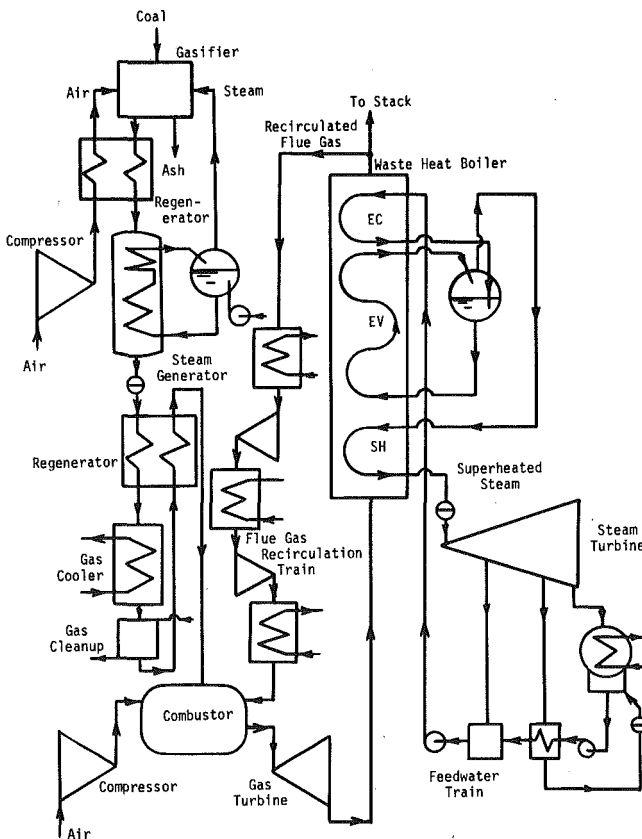 Coal
Gasifier
Air
Steam
To Stack
Recirculated
Flue Gas
Waste Heat Boiler
Ash
Regen-
erator
EC
Compressor
EV
Air
Steam
Generator
SH
Regenerator
Superheated
Steam
Steam
Turbine
Gas
Cooler
Flue Gas
Recirculation
Train
Gas
Cleanup
Combustor
Feedwater
Train
Compressor
Gas
Turbine
Air